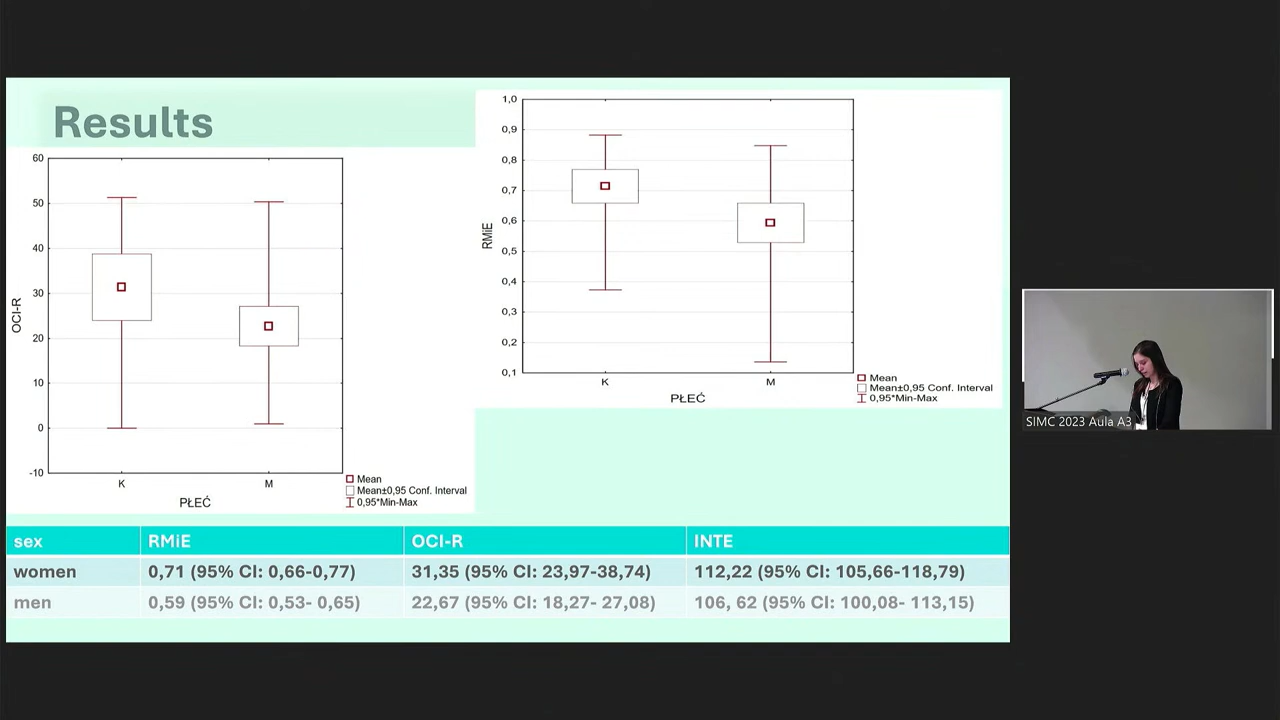 Results
60
50
40
30
20
10
0
-10
OCI-R
K
M
PŁEĆ
Mean
Mean±0,95 Conf. Interval
0,95*Min-Max
1,0
0,9
0,8
0,7
0,6
0,5
0,4
0,3
0,2
0,1
RMiE
K
M
PŁEĆ
Mean
Mean±0,95 Conf. Interval
0,95*Min-Max
sex RMiE OCI-R INTE
women 0,71 (95% CI: 0,66-0,77) 31,35 (95% CI: 23,97-38,74) 112,22 (95% CI: 105,66-118,79)
men 0,59 (95% CI: 0,53- 0,65) 22,67 (95% CI: 18,27- 27,08) 106, 62 (95% CI: 100,08- 113,15)
SIMC 2023 Aula A3